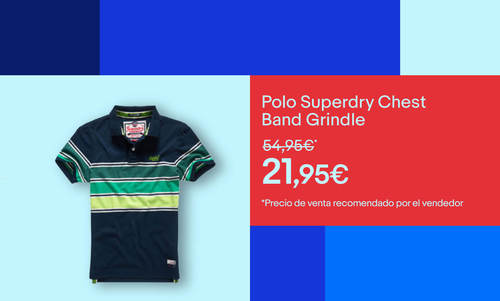 Polo Superdry Chest
Band Grindle
54,95€*
21,95€
*Precio de venta recomendado por el vendedor